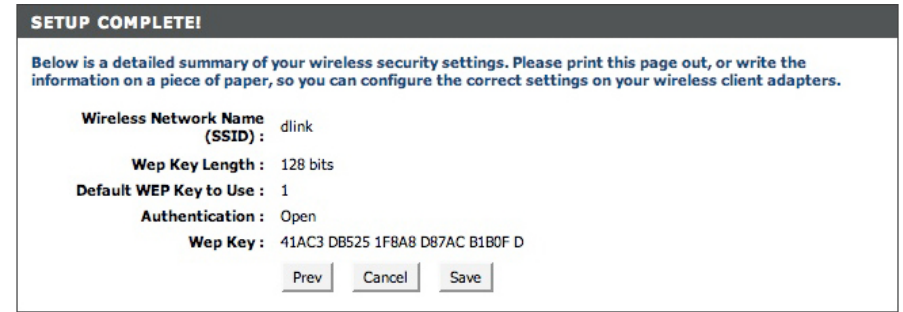 SETUP COMPLETE!
Below is a detailed summary of your wireless security settings. Please print this page out, or write the
information on a piece of paper, so you can configure the correct settings on your wireless client adapters.
Wireless Network Name
(SSID) : dlink
Wep Key Length : 128 bits
Default WEP Key to Use : 1
Authentication : Open
Wep Key : 41AC3 DB525 1F8A8 D87AC B1B0F D
Prev Cancel Save